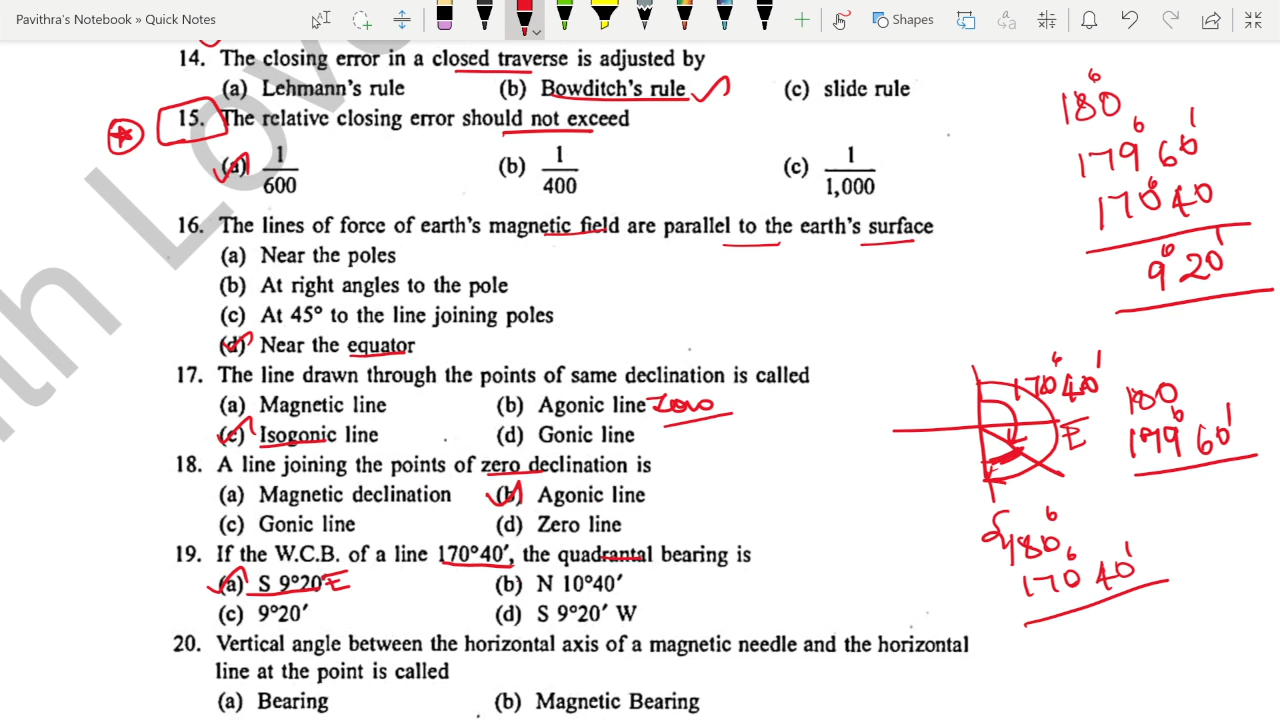 Pavithra's Notebook » Quick Notes
Shapes
14. The closing error in a closed traverse is adjusted by
(a) Lehmann's rule (b) Bowditch's rule (c) slide rule
15. The relative closing error should not exceed
(a) 1/600 (b) 1/400 (c) 1/1,000
16. The lines of force of earth's magnetic field are parallel to the earth's surface
(a) Near the poles
(b) At right angles to the pole
(c) At 45° to the line joining poles
(d) Near the equator
17. The line drawn through the points of same declination is called
(a) Magnetic line (b) Agonic line Zero
(c) Isogonic line (d) Gonic line
18. A line joining the points of zero declination is
(a) Magnetic declination (b) Agonic line
(c) Gonic line (d) Zero line
19. If the W.C.B. of a line 170°40′, the quadrantal bearing is
(a) S 9°20′ E (b) N 10°40′
(c) 9°20′ (d) S 9°20′ W
20. Vertical angle between the horizontal axis of a magnetic needle and the horizontal
line at the point is called
(a) Bearing (b) Magnetic Bearing
180°
179° 60′
170° 40′
9° 20′
170° 40′
E
180
179° 60′
180°
170° 40′